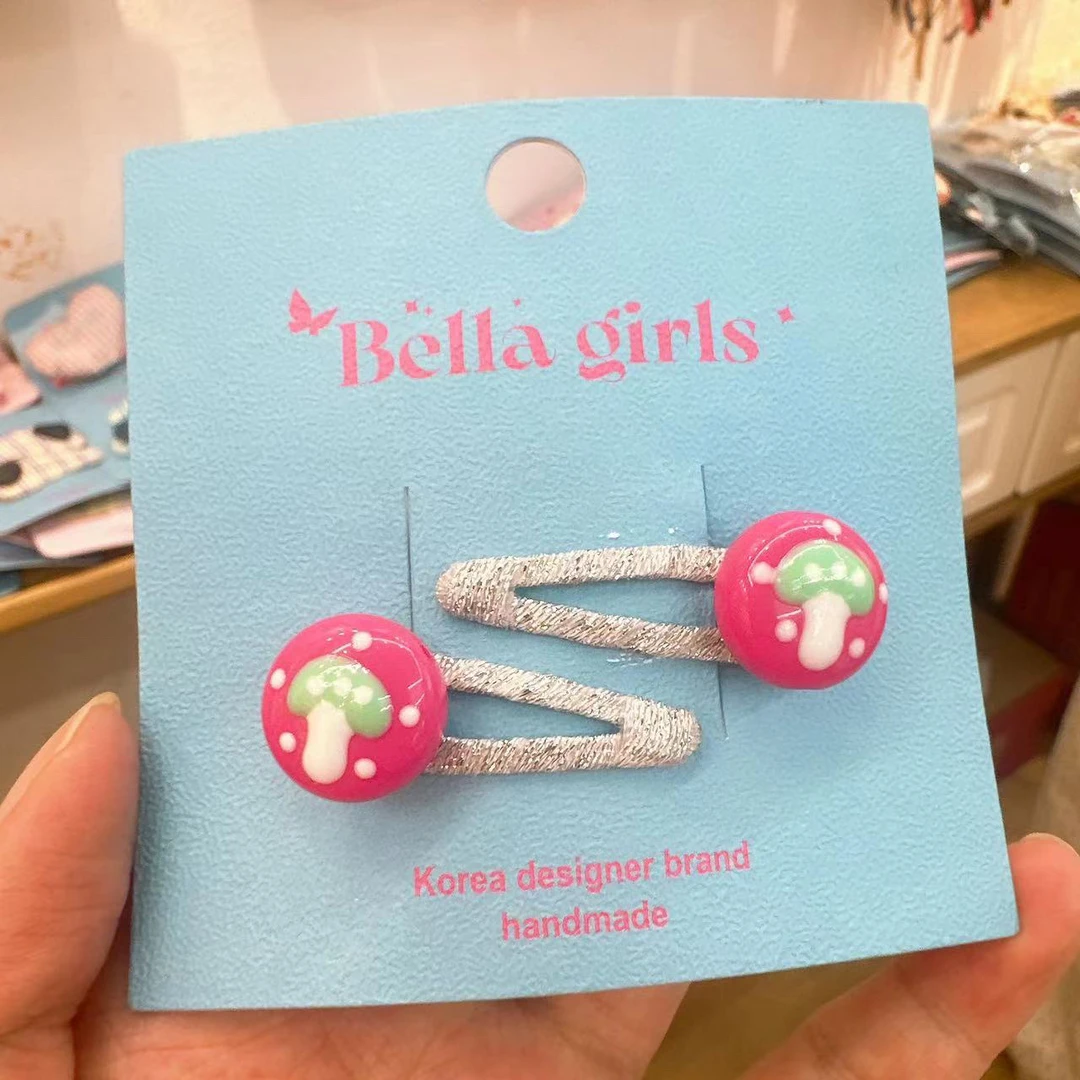 Bella girls
Korea designer brand
handmade